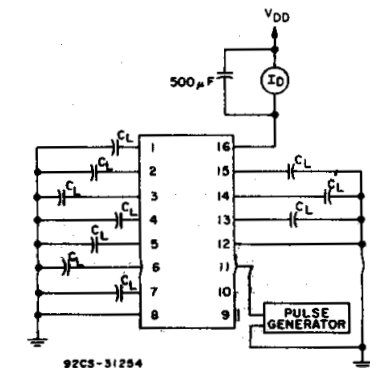 VDD
500µF
ID
CL 1 16
CL 2 15 CL
CL 3 14 CL
CL 4 13 CL
CL 5 12
CL 6 11
CL 7 10
8 9
PULSE
GENERATOR
92CS-31254